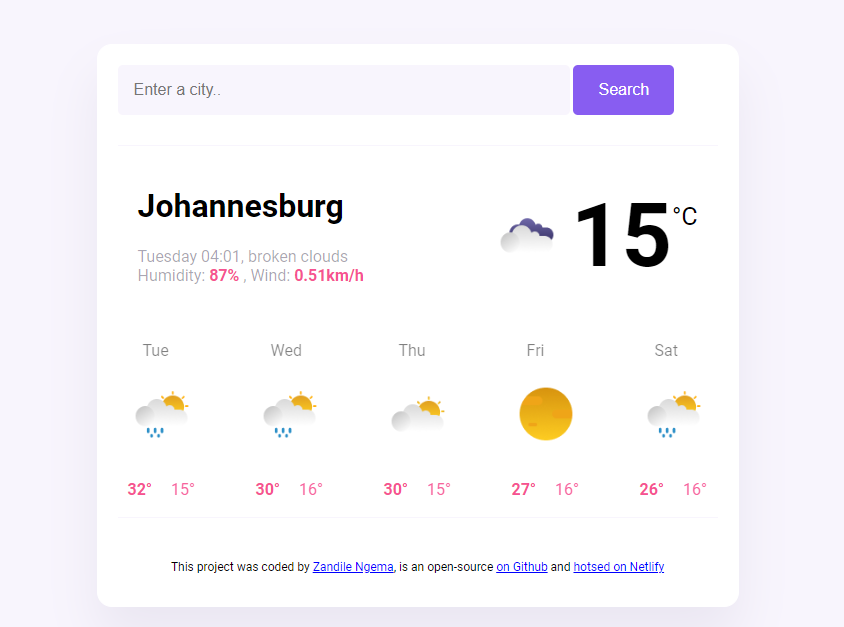 Enter a city.. Search
Johannesburg
15 °C
Tuesday 04:01, broken clouds
Humidity: 87% , Wind: 0.51km/h
Tue Wed Thu Fri Sat
32° 15° 30° 16° 30° 15° 27° 16° 26° 16°
This project was coded by Zandile Ngema, is an open-source on Github and hotsed on Netlify